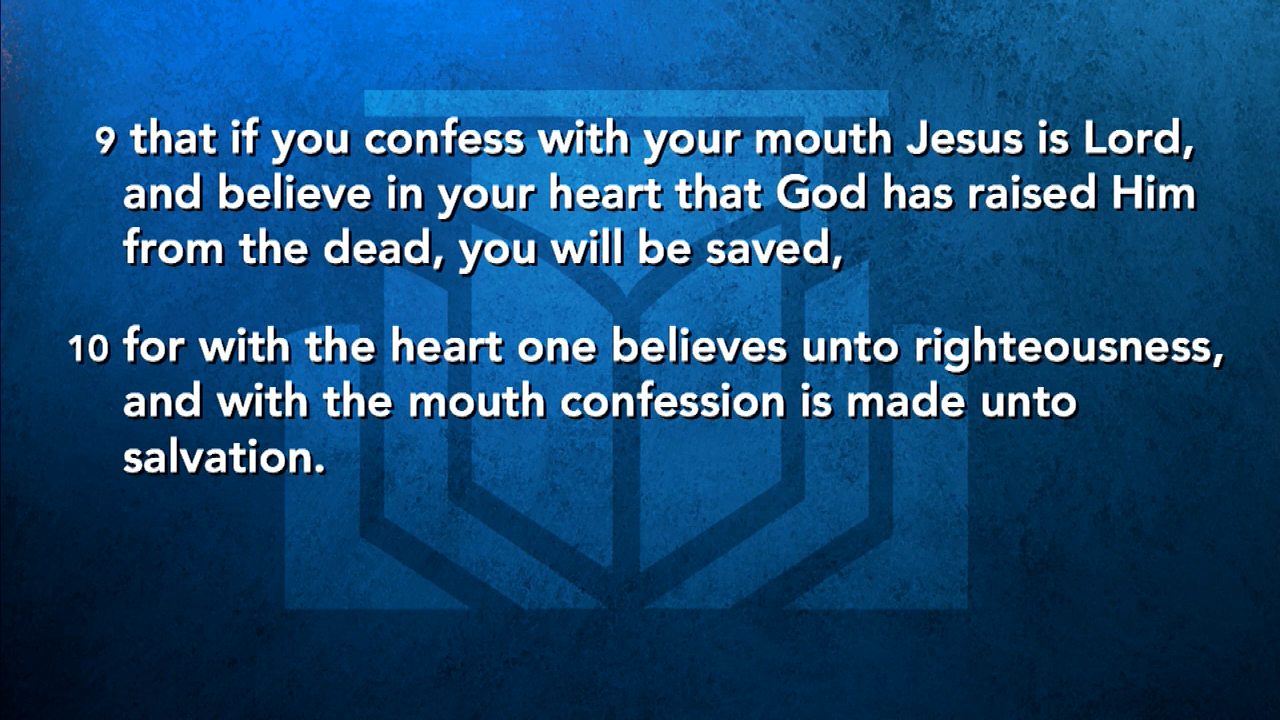 9 that if you confess with your mouth Jesus is Lord,
and believe in your heart that God has raised Him
from the dead, you will be saved,
10 for with the heart one believes unto righteousness,
and with the mouth confession is made unto
salvation.